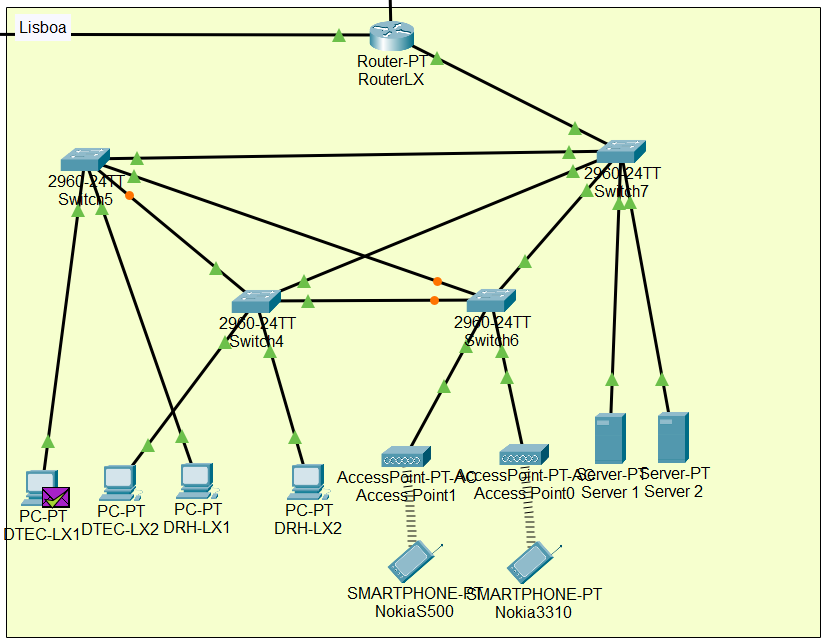 Lisboa
Router-PT
RouterLX
2960-24TT
Switch5
2960-24TT
Switch7
2960-24TT
Switch4
2960-24TT
Switch6
PC-PT
DTEC-LX1
PC-PT
DTEC-LX2
PC-PT
DRH-LX1
PC-PT
DRH-LX2
AccessPoint-PT-AC
Access Point1
AccessPoint-PT-AC
Access Point0
Server-PT
Server 1
Server-PT
Server 2
SMARTPHONE-PT
NokiaS500
SMARTPHONE-PT
Nokia3310